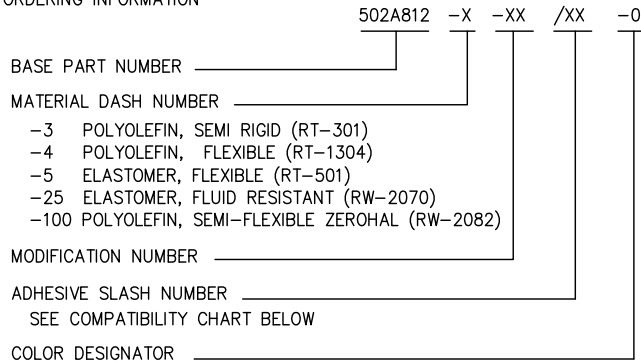 ORDERING INFORMATION
502A812 -X -XX /XX -0
BASE PART NUMBER
MATERIAL DASH NUMBER
-3 POLYOLEFIN, SEMI RIGID (RT-301)
-4 POLYOLEFIN, FLEXIBLE (RT-1304)
-5 ELASTOMER, FLEXIBLE (RT-501)
-25 ELASTOMER, FLUID RESISTANT (RW-2070)
-100 POLYOLEFIN, SEMI-FLEXIBLE ZEROHAL (RW-2082)
MODIFICATION NUMBER
ADHESIVE SLASH NUMBER
SEE COMPATIBILITY CHART BELOW
COLOR DESIGNATOR